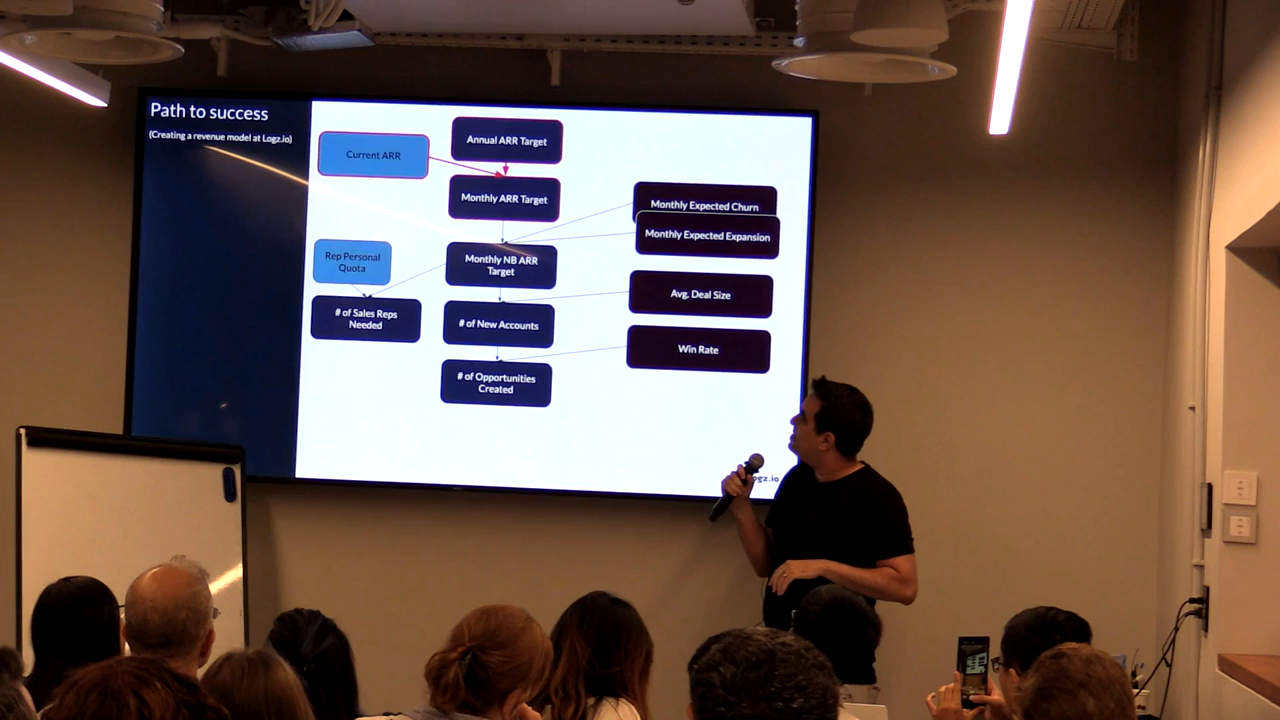 Path to success
(Creating a revenue model at Logz.io)
Current ARR
Annual ARR Target
Monthly ARR Target
Monthly Expected Churn
Monthly Expected Expansion
Rep Personal
Quota
Monthly NB ARR
Target
Avg. Deal Size
# of Sales Reps
Needed
# of New Accounts
Win Rate
# of Opportunities
Created
ogz.io